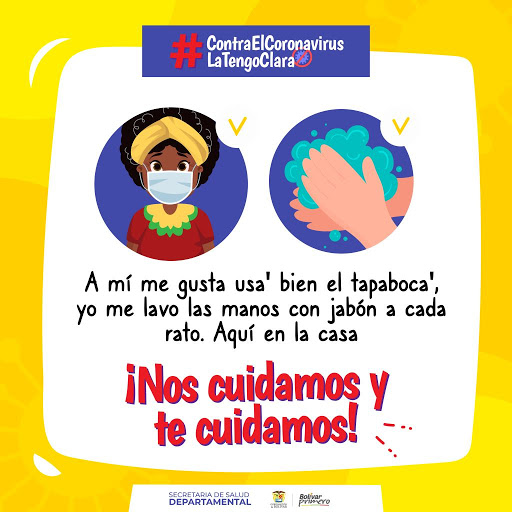 #ContraElCoronavirus
LaTengoClara
A mí me gusta usa' bien el tapaboca',
yo me lavo las manos con jabón a cada
rato. Aquí en la casa
¡Nos cuidamos y
te cuidamos!
SECRETARIA DE SALUD
DEPARTAMENTAL
Bolívar
primero